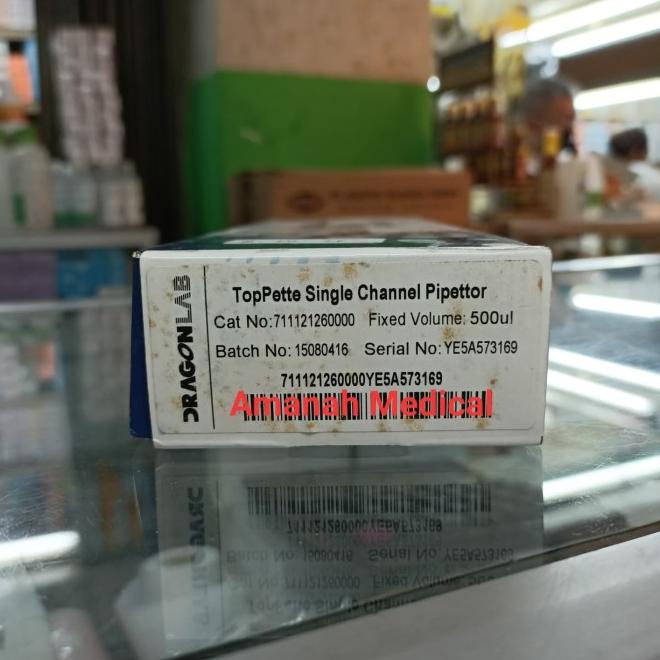 DRAGONLAB
TopPette Single Channel Pipettor
Cat No:711121260000 Fixed Volume: 500ul
Batch No: 15080416 Serial No: YE5A573169
711121260000YE5A573169
Amanah Medical